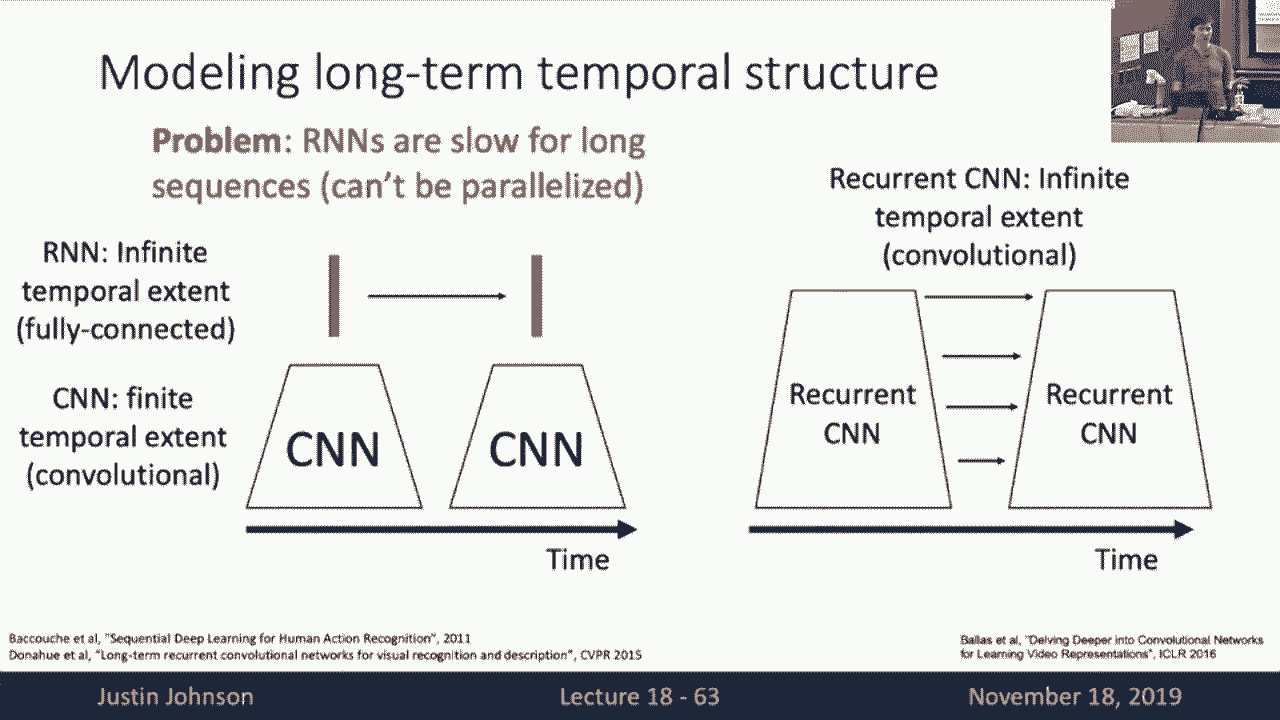 Modeling long-term temporal structure
Problem: RNNs are slow for long
sequences (can't be parallelized)
RNN: Infinite
temporal extent
(fully-connected)
CNN: finite
temporal extent
(convolutional)
CNN
CNN
Time
Recurrent CNN: Infinite
temporal extent
(convolutional)
Recurrent
CNN
Recurrent
CNN
Time
Baccouche et al, "Sequential Deep Learning for Human Action Recognition", 2011
Donahue et al, "Long-term recurrent convolutional networks for visual recognition and description", CVPR 2015
Ballas et al, "Delving Deeper into Convolutional Networks
for Learning Video Representations", ICLR 2016
Justin Johnson
Lecture 18 - 63
November 18, 2019